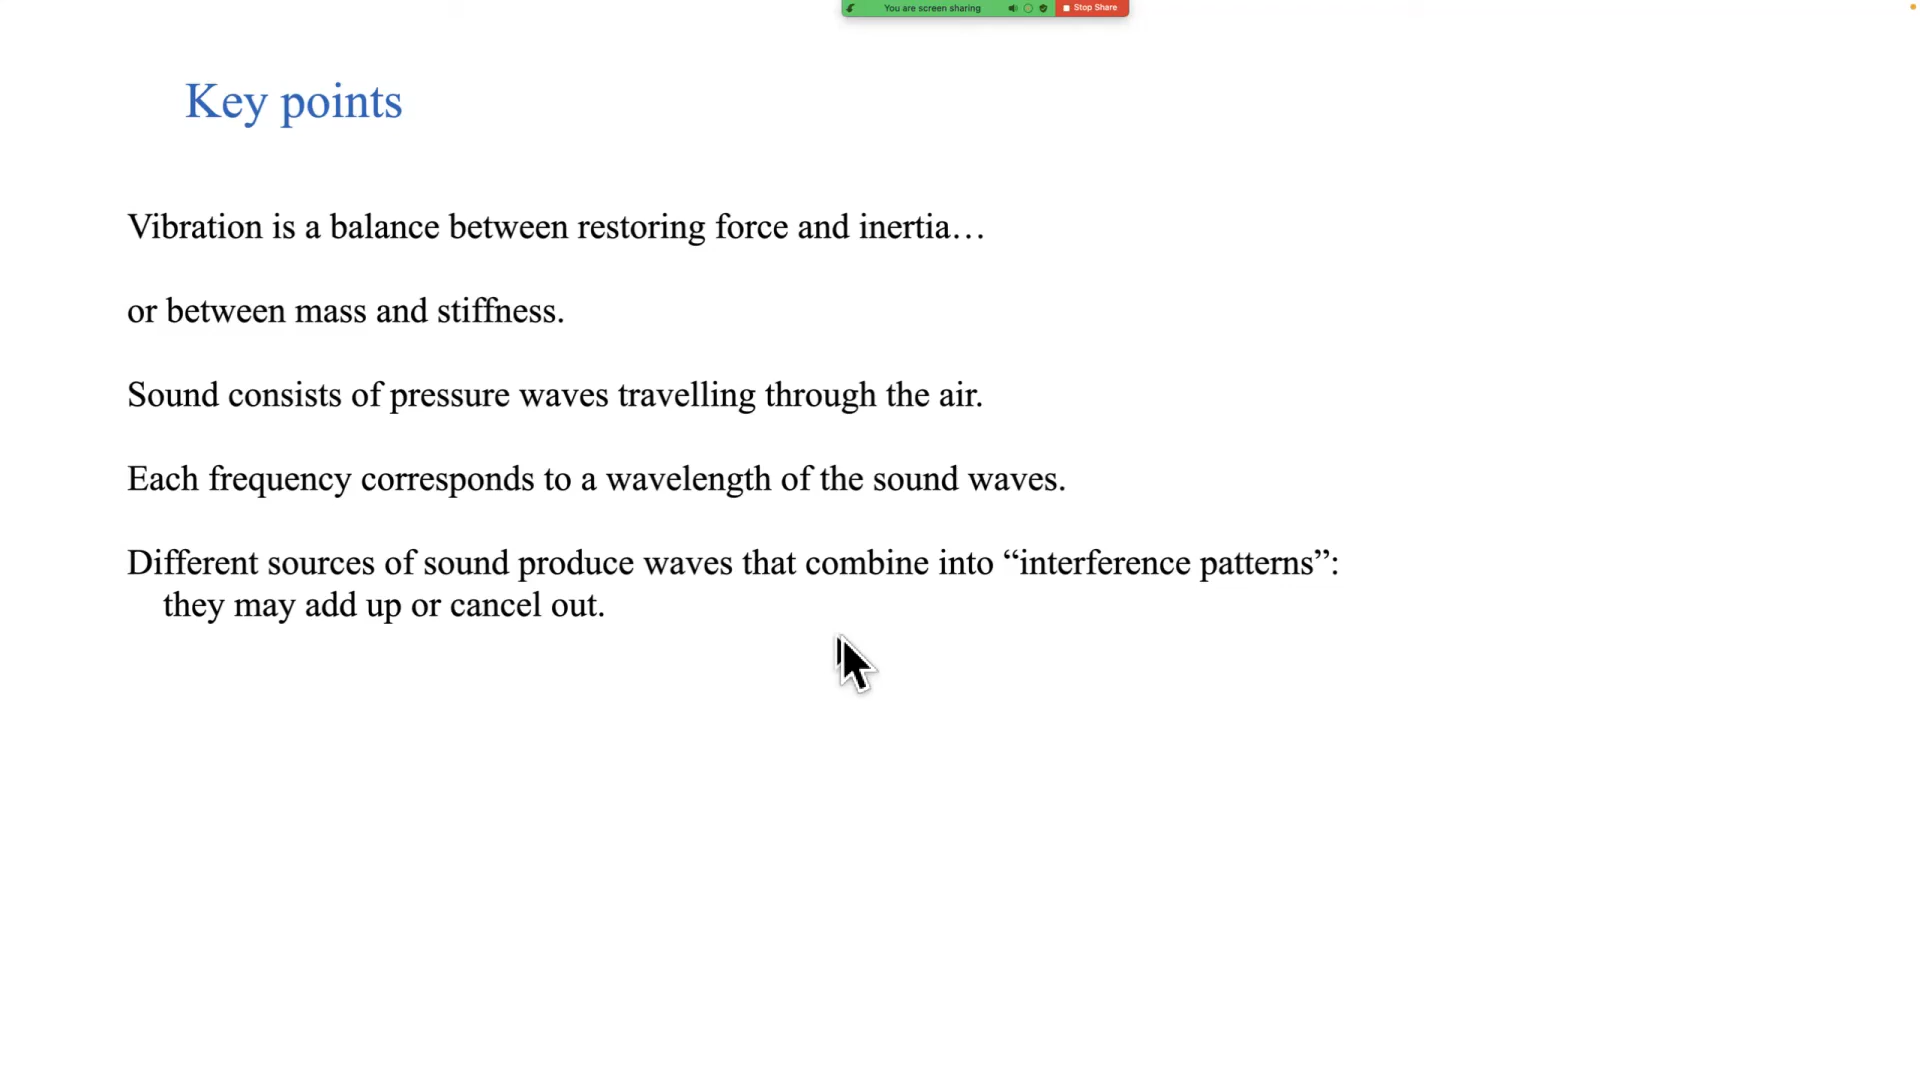 You are screen sharing Stop Share
Key points
Vibration is a balance between restoring force and inertia…
or between mass and stiffness.
Sound consists of pressure waves travelling through the air.
Each frequency corresponds to a wavelength of the sound waves.
Different sources of sound produce waves that combine into “interference patterns”:
they may add up or cancel out.